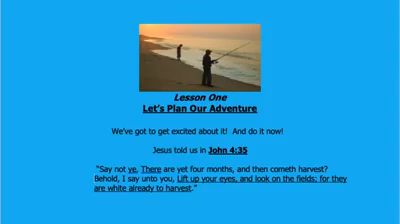 Lesson One
Let's Plan Our Adventure
We've got to get excited about it!  And do it now!
Jesus told us in John 4:35
"Say not ye, There are yet four months, and then cometh harvest?
Behold, I say unto you, Lift up your eyes, and look on the fields; for they
are white already to harvest."